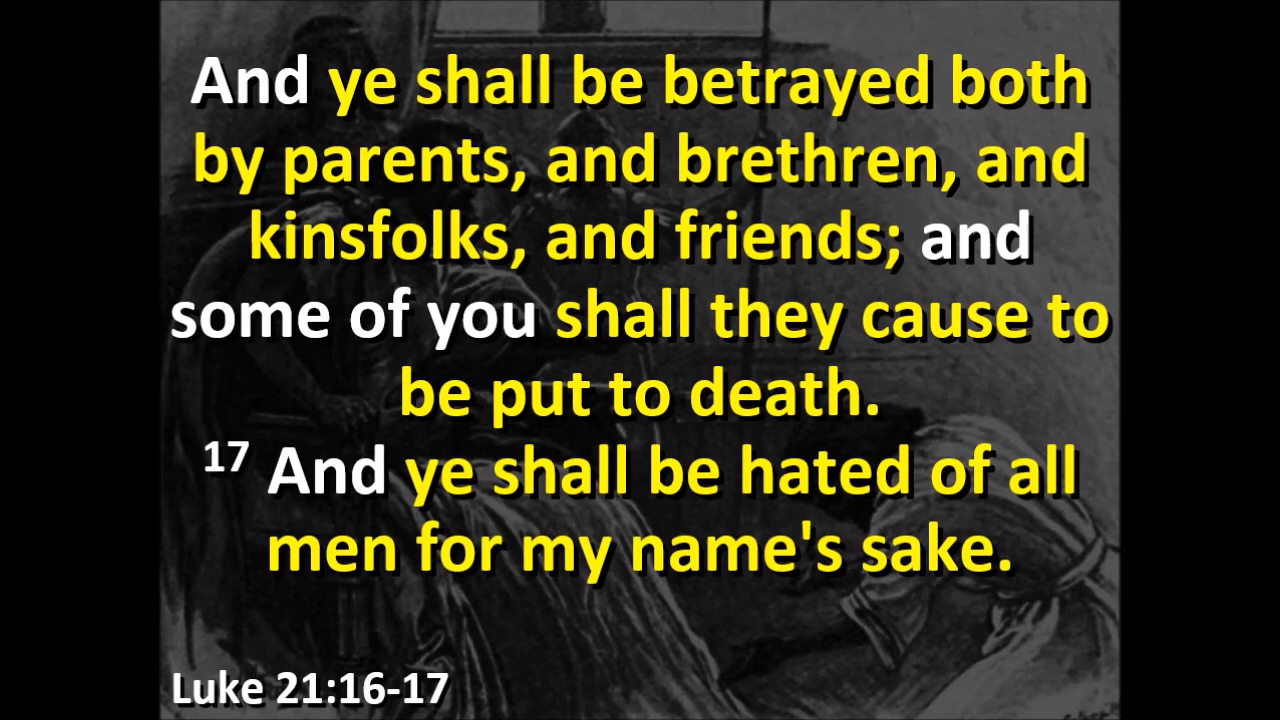 And ye shall be betrayed both
by parents, and brethren, and
kinsfolks, and friends; and
some of you shall they cause to
be put to death.
17 And ye shall be hated of all
men for my name's sake.
Luke 21:16-17